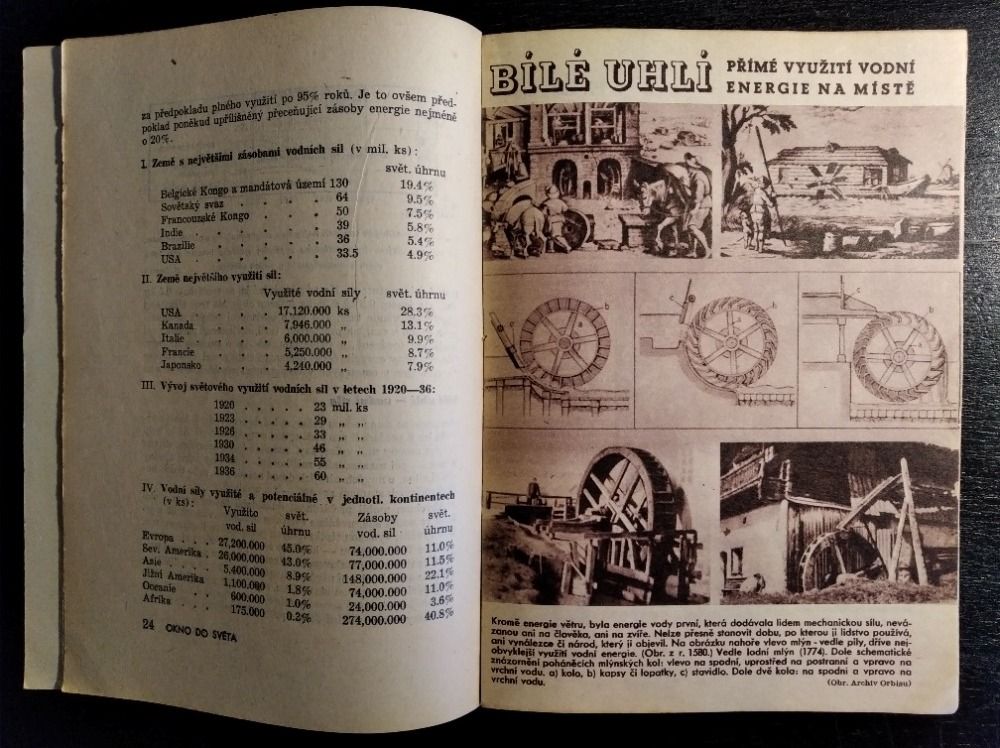 za předpokladu plného využití po 95% roků. Je to ovšem před-
poklad poněkud upřílišněný přeceňující zásoby energie nejméně
o 20%.
I. Země s největšími zásobami vodních sil (v mil. ks):
svět. úhrnu
Belgické Kongo a mandátová území 130 19.4%
Sovětský svaz . . . . 64 9.5%
Francouzské Kongo . . . 50 7.5%
Indie . . . . . 39 5.8%
Brazilie . . . . . 36 5.4%
USA . . . . . 33.5 4.9%
II. Země největšího využití sil:
Využité vodní síly svět. úhrnu
USA . . . 17,120.000 ks 28.3%
Kanada . . . 7,946.000 „ 13.1%
Italie . . . 6,000.000 „ 9.9%
Francie . . . 5,250.000 „ 8.7%
Japonsko . . . 4,240.000 „ 7.9%
III. Vývoj světového využití vodních sil v letech 1920—36:
1920 . . . . . 23 mil. ks
1923 . . . . . 29 „ „
1926 . . . . . 33 „ „
1930 . . . . . 46 „ „
1934 . . . . . 55 „ „
1936 . . . . . 60 „ „
IV. Vodní síly využité a potenciálné v jednotl. kontinentech
(v ks):
Využito svět. Zásoby svět.
vod. sil úhrnu vod. sil úhrnu
Evropa . . . 27,200.000 45.0% 74,000.000 11.0%
Sev. Amerika . 26,000.000 43.0% 77,000.000 11.5%
Asie . . . . 5,400.000 8.9% 148,000.000 22.1%
Jižní Amerika 1,100.000 1.8% 74,000.000 11.0%
Oceanie . . 600.000 1.0% 24,000.000 3.6%
Afrika . . . 175.000 0.2% 274,000.000 40.8%
24 OKNO DO SVĚTA
BÍLÉ UHLÍ
PŘÍMÉ VYUŽITÍ VODNÍ
ENERGIE NA MÍSTĚ
c b a
c b a
c b a
Kromě energie větru, byla energie vody první, která dodávala lidem mechanickou sílu, nevá-
zanou ani na člověka, ani na zvíře. Nelze přesně stanovit dobu, po kterou ji lidstvo používá,
ani vynálezce či národ, který ji objevil. Na obrázku nahoře vlevo mlýn - vedle pily, dříve nej-
obvyklejší využití vodní energie. (Obr. z r. 1580.) Vedle lodní mlýn (1774). Dole schematické
znázornění poháněcích mlýnských kol: vlevo na spodní, uprostřed na postranní a vpravo na
vrchní vodu. a) kolo, b) kapsy či lopatky, c) stavidlo. Dole dvě kola: na spodní a vpravo na
vrchní vodu.
(Obr. Archiv Orbisu)